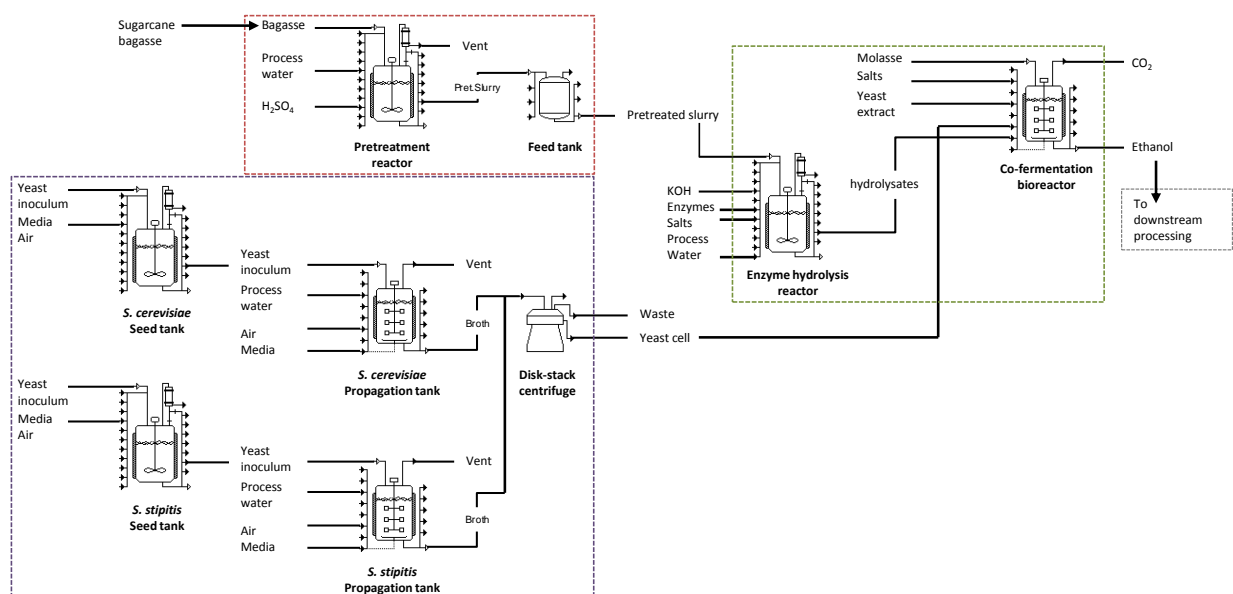 Sugarcane
bagasse
Bagasse
Process
water
H₂SO₄
Vent
Pret.Slurry
Pretreatment
reactor
Feed tank
Pretreated slurry
KOH
Enzymes
Salts
Process
Water
Enzyme hydrolysis
reactor
hydrolysates
Molasse
Salts
Yeast
extract
CO₂
Ethanol
Co-fermentation
bioreactor
To
downstream
processing
Yeast
inoculum
Media
Air
S. cerevisiae
Seed tank
Yeast
inoculum
Process
water
Air
Media
Vent
Broth
S. cerevisiae
Propagation tank
Disk-stack
centrifuge
Waste
Yeast cell
Yeast
inoculum
Media
Air
S. stipitis
Seed tank
Yeast
inoculum
Process
water
Air
Media
Vent
Broth
S. stipitis
Propagation tank